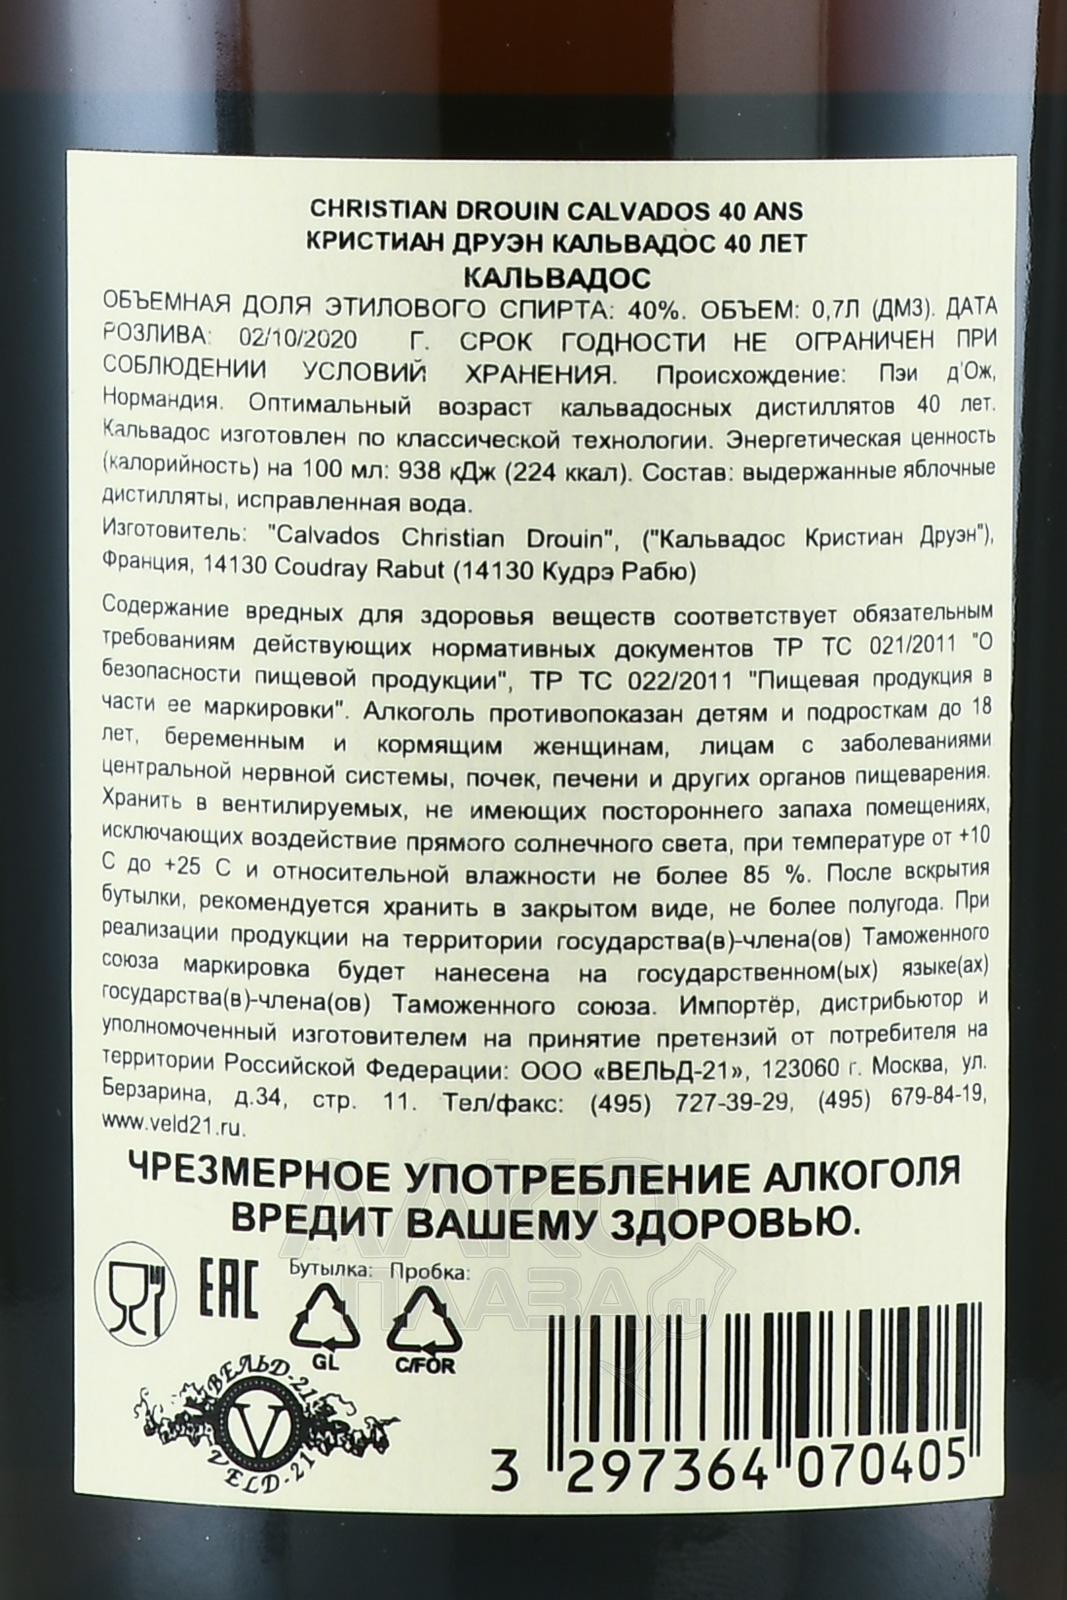 CHRISTIAN DROUIN CALVADOS 40 ANS
КРИСТИАН ДРУЭН КАЛЬВАДОС 40 ЛЕТ
КАЛЬВАДОС
ОБЪЕМНАЯ ДОЛЯ ЭТИЛОВОГО СПИРТА: 40%. ОБЪЕМ: 0,7Л (ДМ3). ДАТА
РОЗЛИВА: 02/10/2020 Г. СРОК ГОДНОСТИ НЕ ОГРАНИЧЕН ПРИ
СОБЛЮДЕНИИ УСЛОВИЙ ХРАНЕНИЯ. Происхождение: Пэи д'Ож,
Нормандия. Оптимальный возраст кальвадосных дистиллятов 40 лет.
Кальвадос изготовлен по классической технологии. Энергетическая ценность
(калорийность) на 100 мл: 938 кДж (224 ккал). Состав: выдержанные яблочные
дистилляты, исправленная вода.
Изготовитель: "Calvados Christian Drouin", ("Кальвадос Кристиан Друэн"),
Франция, 14130 Coudray Rabut (14130 Кудрэ Рабю)
Содержание вредных для здоровья веществ соответствует обязательным
требованиям действующих нормативных документов ТР ТС 021/2011 "О
безопасности пищевой продукции", ТР ТС 022/2011 "Пищевая продукция в
части ее маркировки". Алкоголь противопоказан детям и подросткам до 18
лет, беременным и кормящим женщинам, лицам с заболеваниями
центральной нервной системы, почек, печени и других органов пищеварения.
Хранить в вентилируемых, не имеющих постороннего запаха помещениях,
исключающих воздействие прямого солнечного света, при температуре от +10
С до +25 С и относительной влажности не более 85 %. После вскрытия
бутылки, рекомендуется хранить в закрытом виде, не более полугода. При
реализации продукции на территории государства(в)-члена(ов) Таможенного
союза маркировка будет нанесена на государственном(ых) языке(ах)
государства(в)-члена(ов) Таможенного союза. Импортёр, дистрибьютор и
уполномоченный изготовителем на принятие претензий от потребителя на
территории Российской Федерации: ООО «ВЕЛЬД-21», 123060 г. Москва, ул.
Берзарина, д.34, стр. 11. Тел/факс: (495) 727-39-29, (495) 679-84-19,
www.veld21.ru.
ЧРЕЗМЕРНОЕ УПОТРЕБЛЕНИЕ АЛКОГОЛЯ
ВРЕДИТ ВАШЕМУ ЗДОРОВЬЮ.
EAC Бутылка: Пробка:
GL C/FOR
ВЕЛЬД-21
V
VELD-21
3 297364 070405
АЛКО
ПЛАЗА.ru